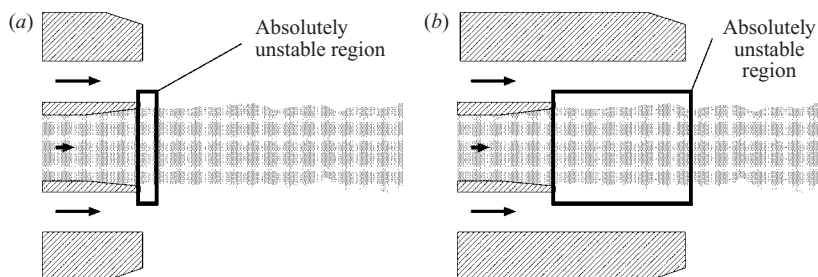 (a)
Absolutely
unstable region
(b)
Absolutely
unstable
region